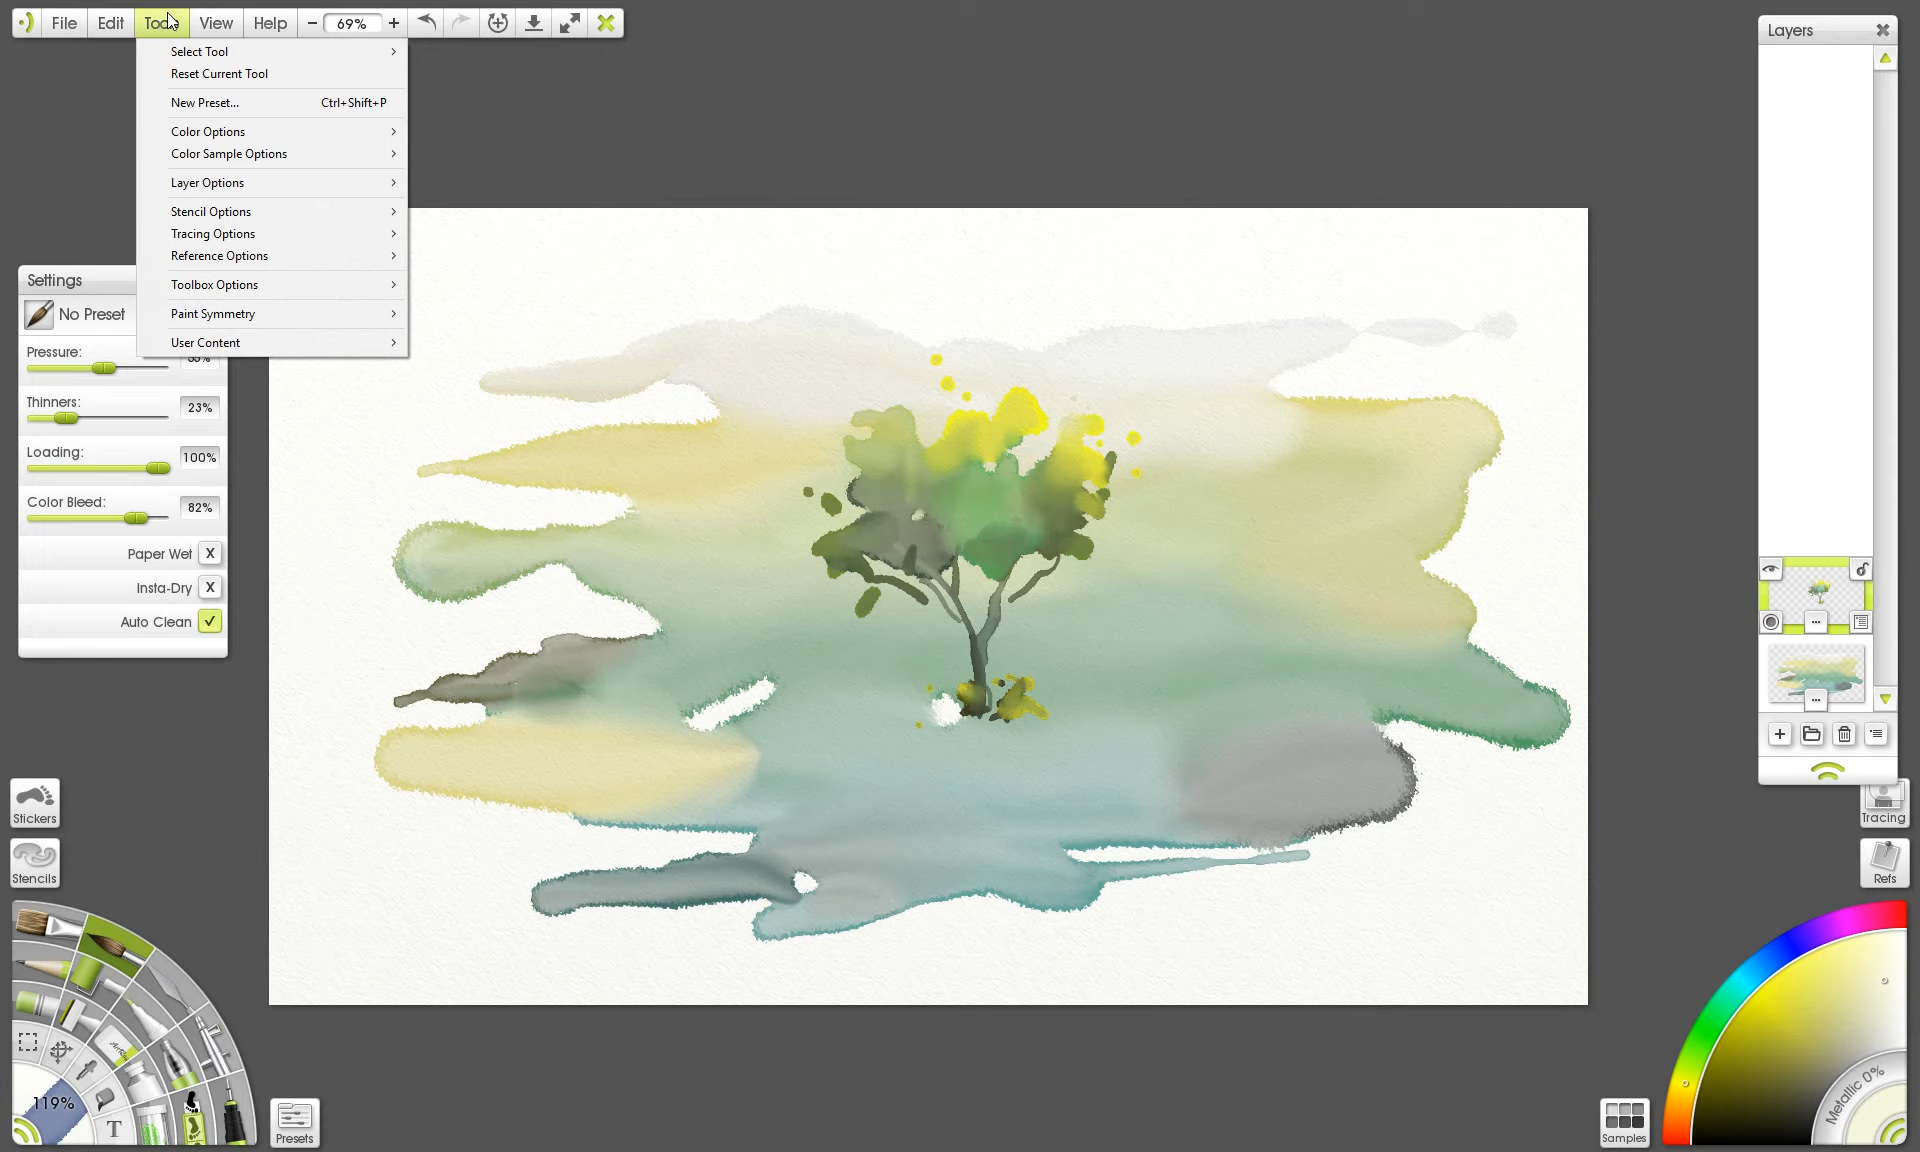 File Edit Tools View Help 69%
Select Tool
Reset Current Tool
New Preset... Ctrl+Shift+P
Color Options
Color Sample Options
Layer Options
Stencil Options
Tracing Options
Reference Options
Toolbox Options
Paint Symmetry
User Content
Settings
No Preset
Pressure:
Thinners: 23%
Loading: 100%
Color Bleed: 82%
Paper Wet X
Insta-Dry X
Auto Clean
Stickers
Stencils
119%
T
Presets
Layers
Tracing
Refs
Metallic 0%
Samples